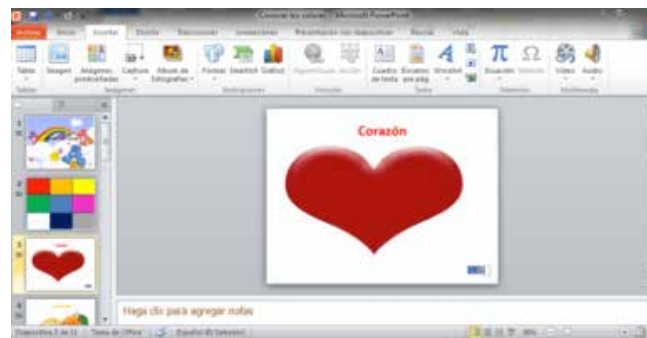 Conocer los colores - Microsoft PowerPoint
Archivo Inicio Insertar Diseño Transiciones Animaciones Presentación con diapositivas Revisar Vista
Tabla Imagen Imágenes prediseñadas Captura Álbum de fotografías Formas SmartArt Gráfico Hipervínculo Acción Cuadro de texto Encabez. pie pág. WordArt Ecuación Símbolo Vídeo Audio
Tablas Imágenes Ilustraciones Vínculos Texto Símbolos Multimedia
Corazón
Haga clic para agregar notas
Diapositiva 3 de 11 Tema de Office Español (El Salvador)